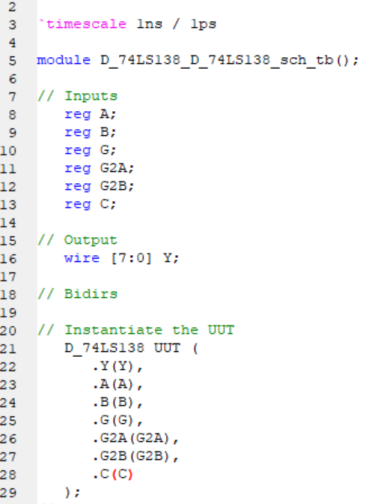 2
3 `timescale 1ns / 1ps
4
5 module D_74LS138_D_74LS138_sch_tb();
6
7 // Inputs
8 reg A;
9 reg B;
10 reg G;
11 reg G2A;
12 reg G2B;
13 reg C;
14
15 // Output
16 wire [7:0] Y;
17
18 // Bidirs
19
20 // Instantiate the UUT
21 D_74LS138 UUT (
22 .Y(Y),
23 .A(A),
24 .B(B),
25 .G(G),
26 .G2A(G2A),
27 .G2B(G2B),
28 .C(C)
29 );